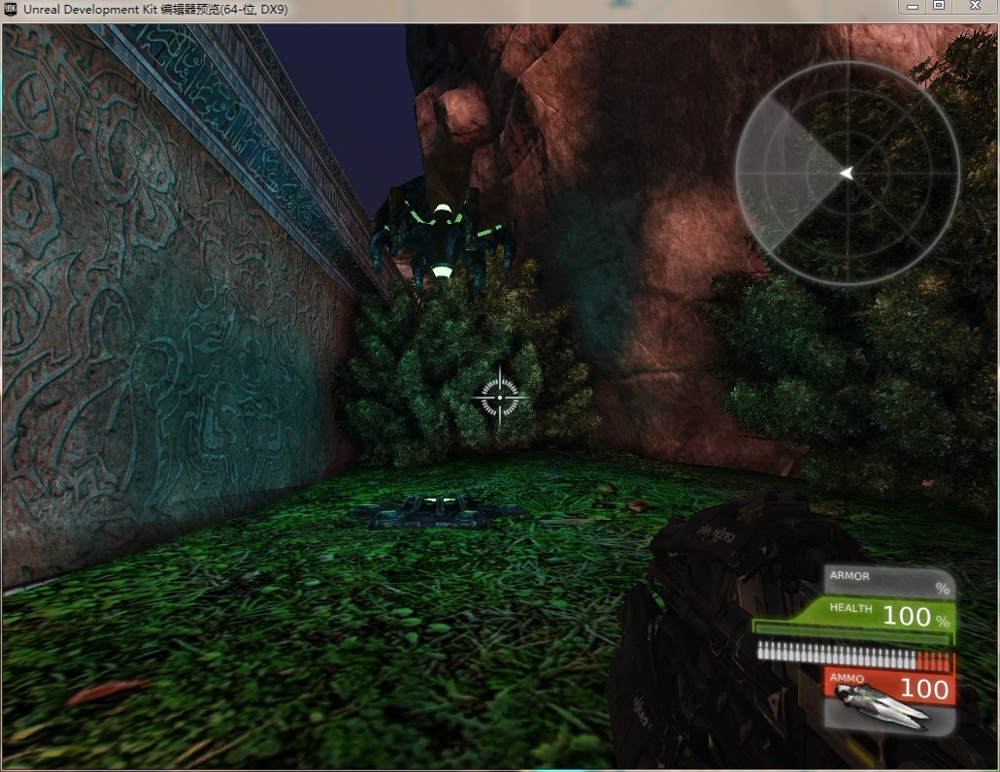 Unreal Development Kit 编辑器预览(64-位, DX9)
ARMOR
%
HEALTH 100 %
AMMO 100